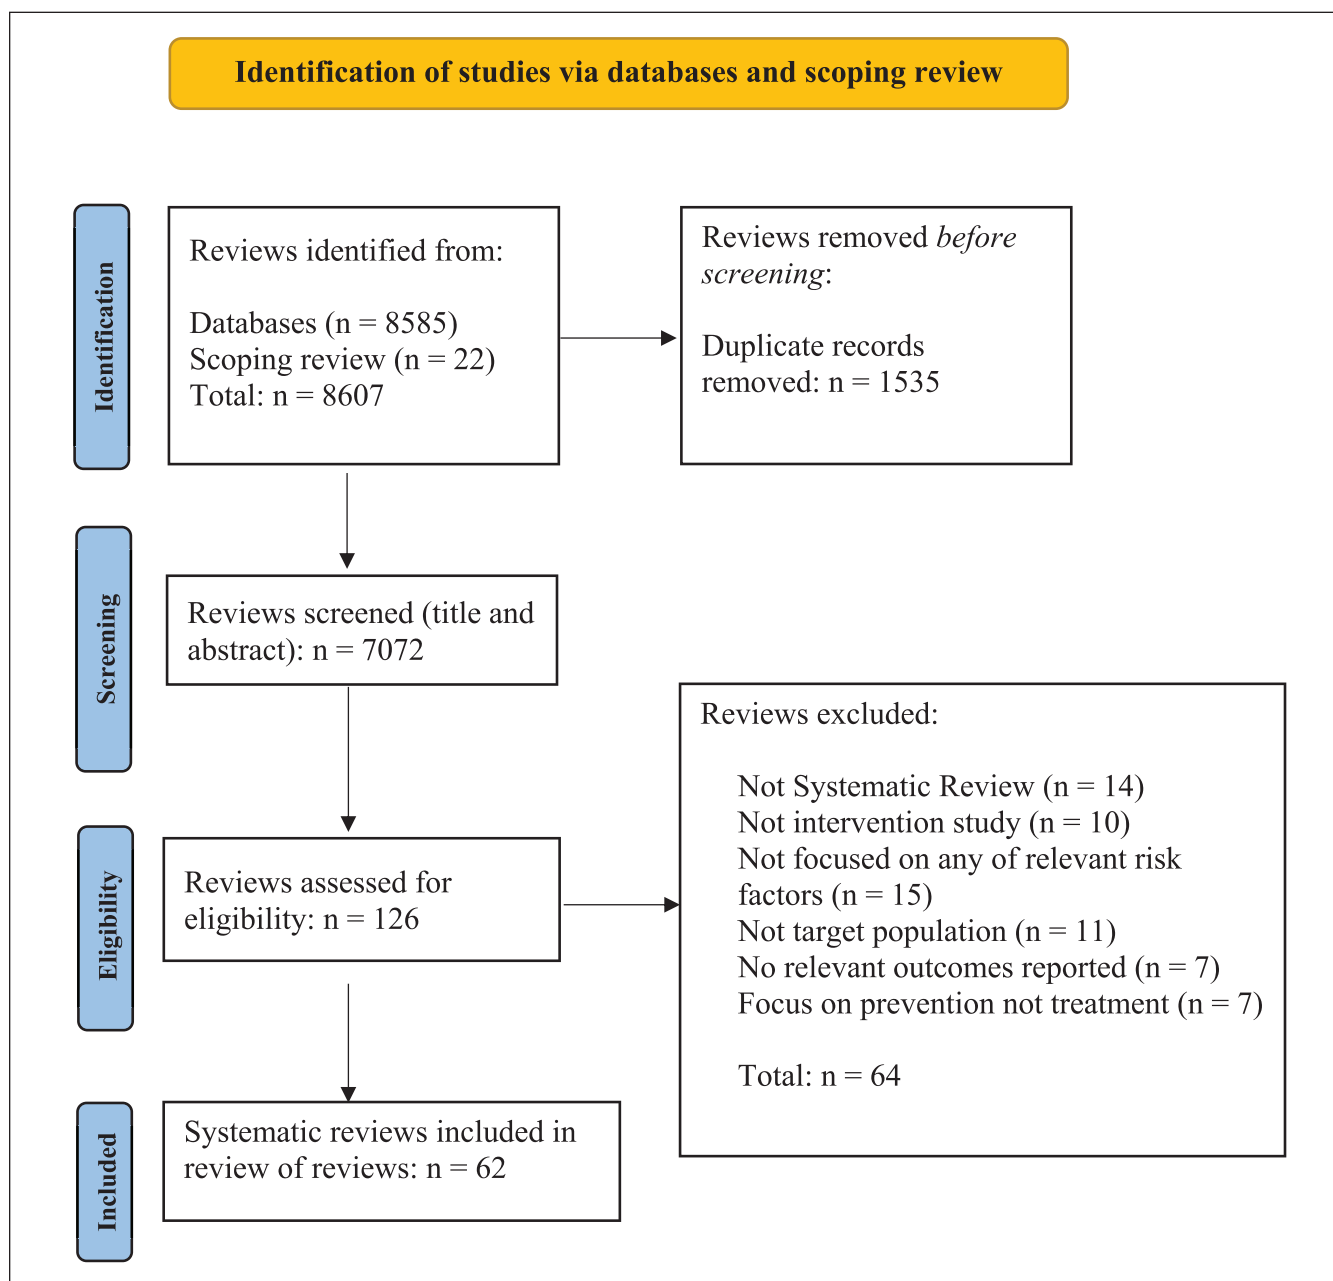 Identification of studies via databases and scoping review
Identification
Reviews identified from:
Databases (n = 8585)
Scoping review (n = 22)
Total: n = 8607
Reviews removed before
screening:
Duplicate records
removed: n = 1535
Screening
Reviews screened (title and
abstract): n = 7072
Eligibility
Reviews assessed for
eligibility: n = 126
Reviews excluded:
Not Systematic Review (n = 14)
Not intervention study (n = 10)
Not focused on any of relevant risk
factors (n = 15)
Not target population (n = 11)
No relevant outcomes reported (n = 7)
Focus on prevention not treatment (n = 7)
Total: n = 64
Included
Systematic reviews included in
review of reviews: n = 62